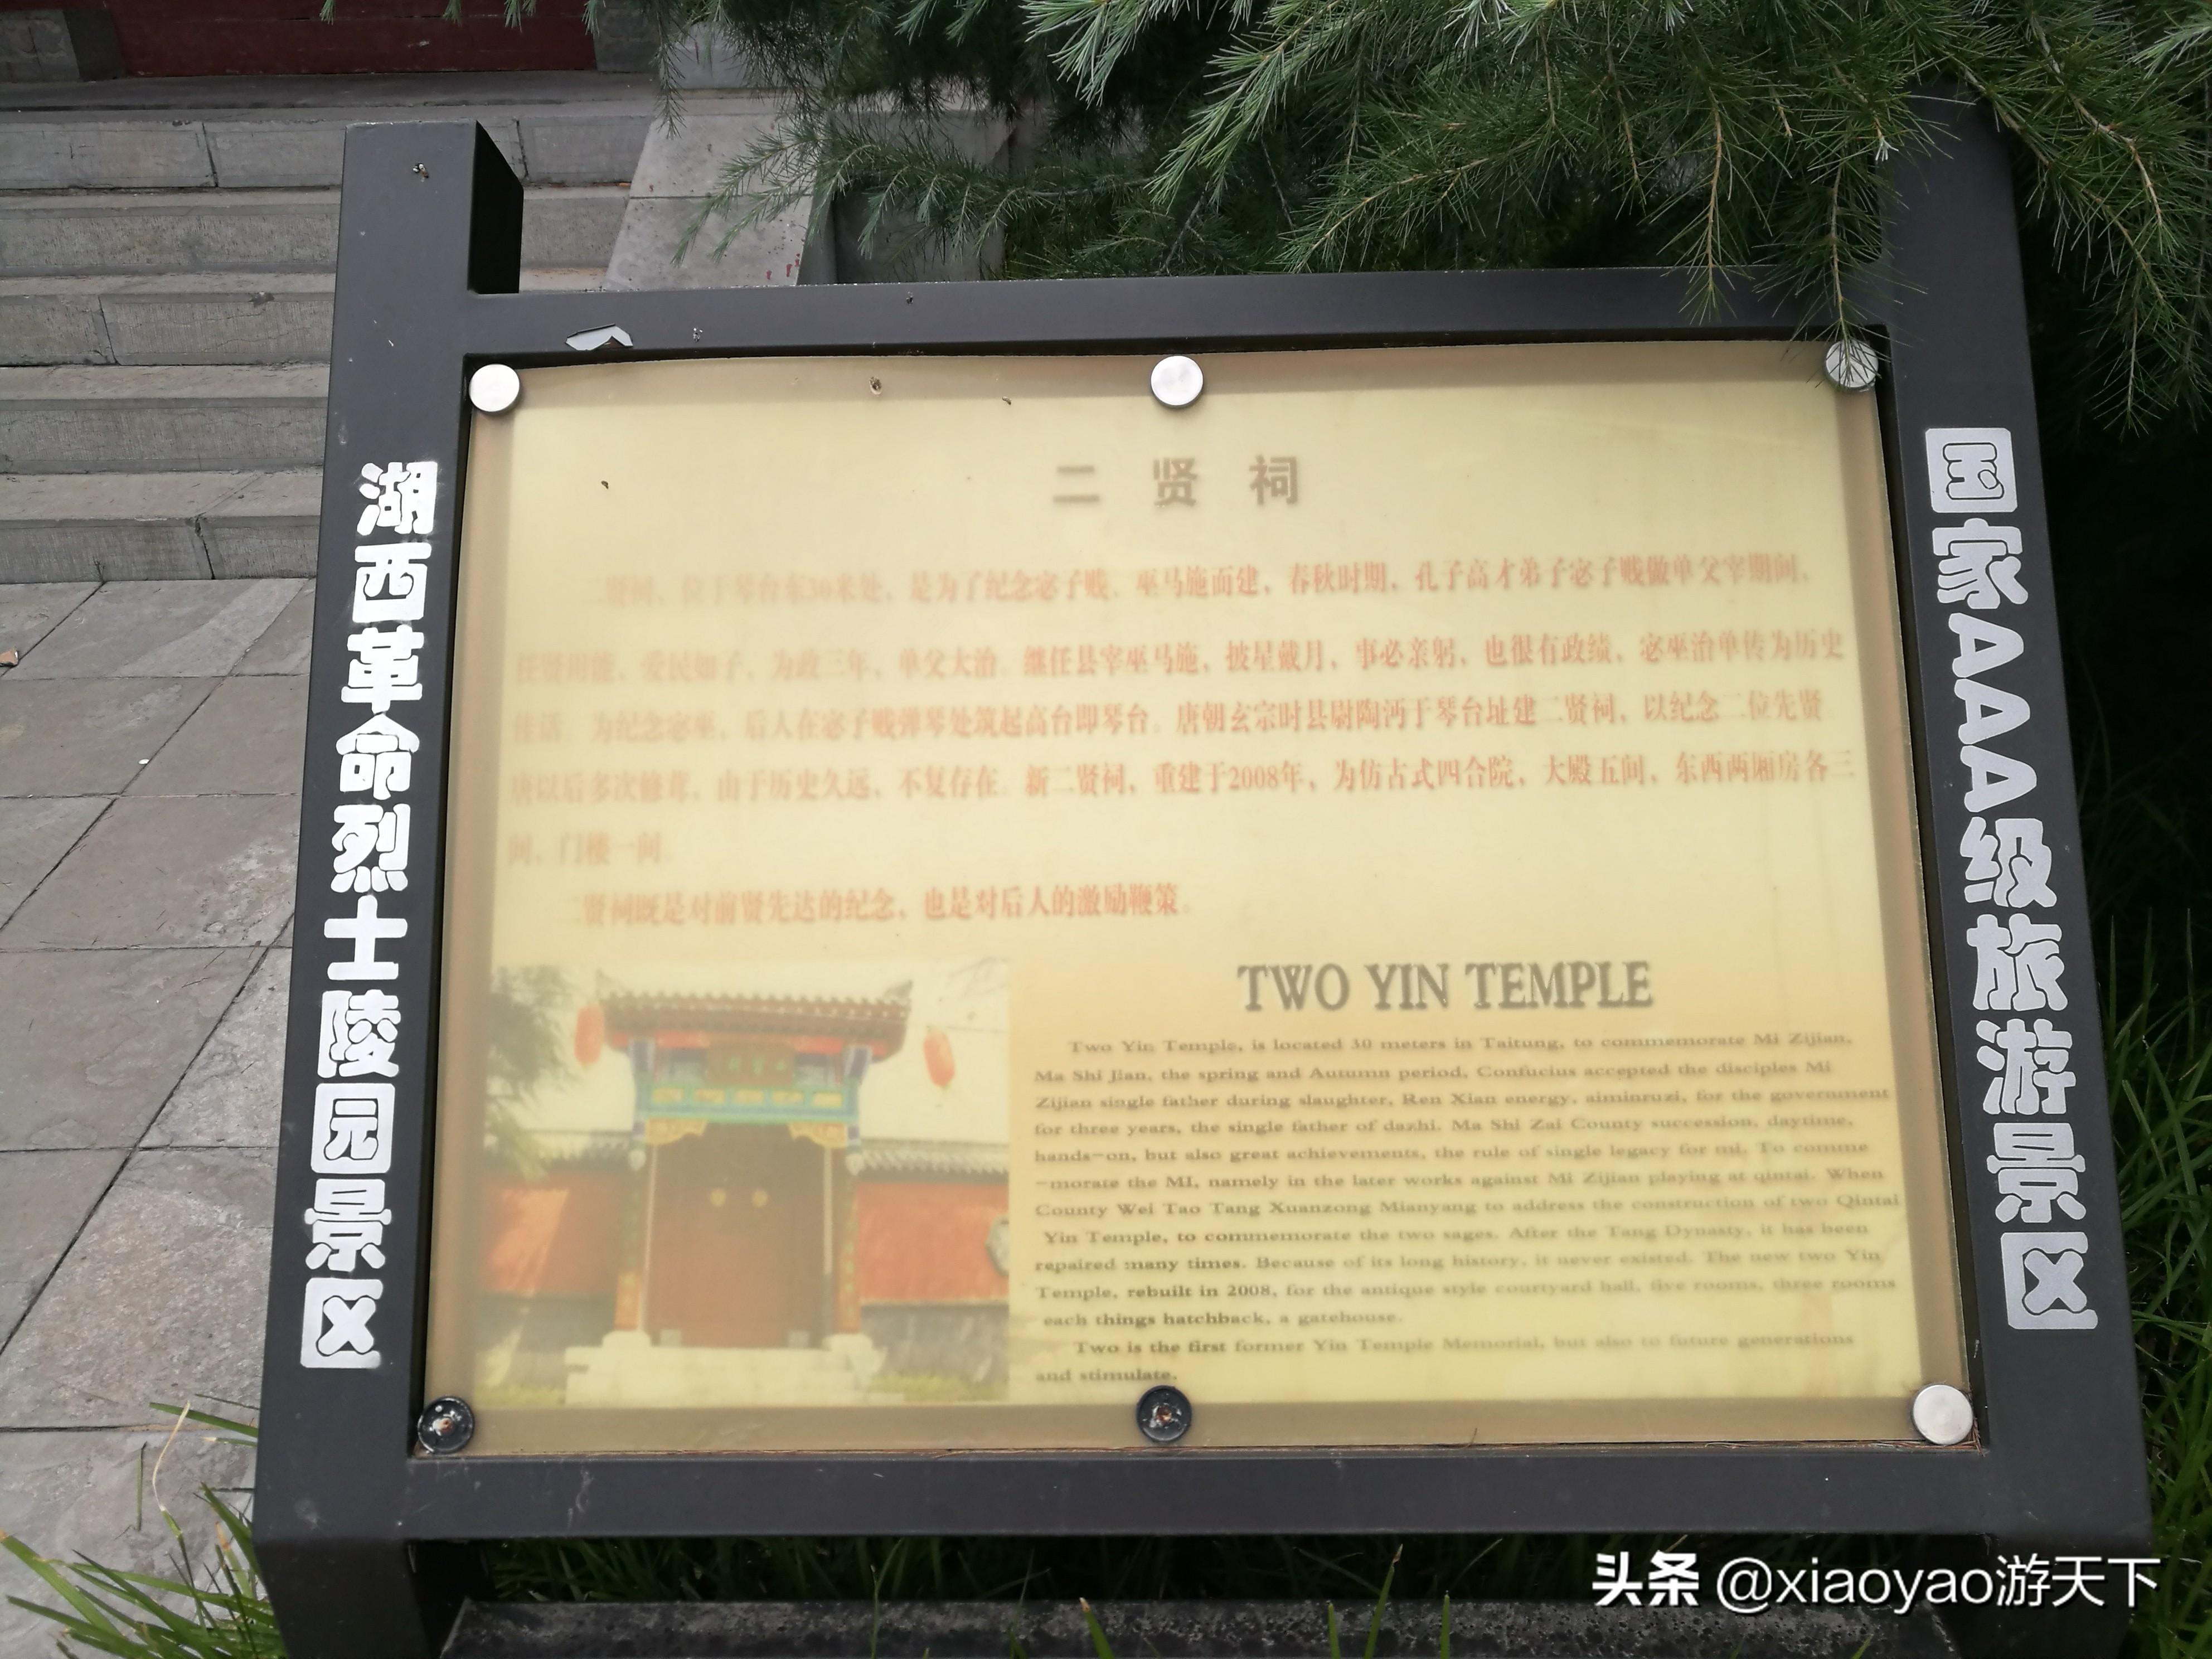 湖西革命烈士陵园景区
国家AAA级旅游景区
二贤祠
二贤祠，位于琴台东30米处，是为了纪念宓子贱、巫马施而建，春秋时期，孔子高才弟子宓子贱做单父宰期间，
任贤用能，爱民如子，为政三年，单父大治。继任县宰巫马施，披星戴月，事必亲躬，也很有政绩，宓巫治单传为历史
佳话。为纪念宓巫，后人在宓子贱弹琴处筑起高台即琴台。唐朝玄宗时县尉陶沔于琴台址建二贤祠，以纪念二位先贤。
唐以后多次修葺，由于历史久远，不复存在。新二贤祠，重建于2008年，为仿古式四合院，大殿五间，东西两厢房各三
间，门楼一间。
二贤祠既是对前贤先达的纪念，也是对后人的激励鞭策。
TWO YIN TEMPLE
Two Yin Temple, is located 30 meters in Taitung, to commemorate Mi Zijian,
Ma Shi Jian, the spring and Autumn period, Confucius accepted the disciples Mi
Zijian single father during slaughter, Ren Xian energy, aiminruzi, for the government
for three years, the single father of dazhi. Ma Shi Zai County succession, daytime,
hands-on, but also great achievements, the rule of single legacy for mi. To comme
-morate the MI, namely in the later works against Mi Zijian playing at qintai. When
County Wei Tao Tang Xuanzong Mianyang to address the construction of two Qintai
Yin Temple, to commemorate the two sages. After the Tang Dynasty, it has been
repaired many times. Because of its long history, it never existed. The new two Yin
Temple, rebuilt in 2008, for the antique style courtyard hall, five rooms, three rooms
each things hatchback, a gatehouse.
Two is the first former Yin Temple Memorial, but also to future generations
and stimulate.
头条 @xiaoyao游天下